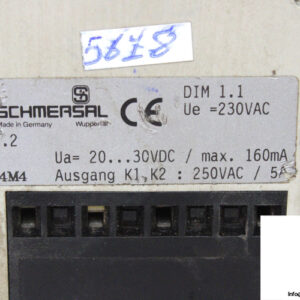 5678
SCHMERSAL CE DIM 1.1
Made in Germany Wuppertal Ue =230VAC
.2
Ua= 20...30VDC / max. 160mA
4M4 Ausgang K1,K2 : 250VAC / 5A